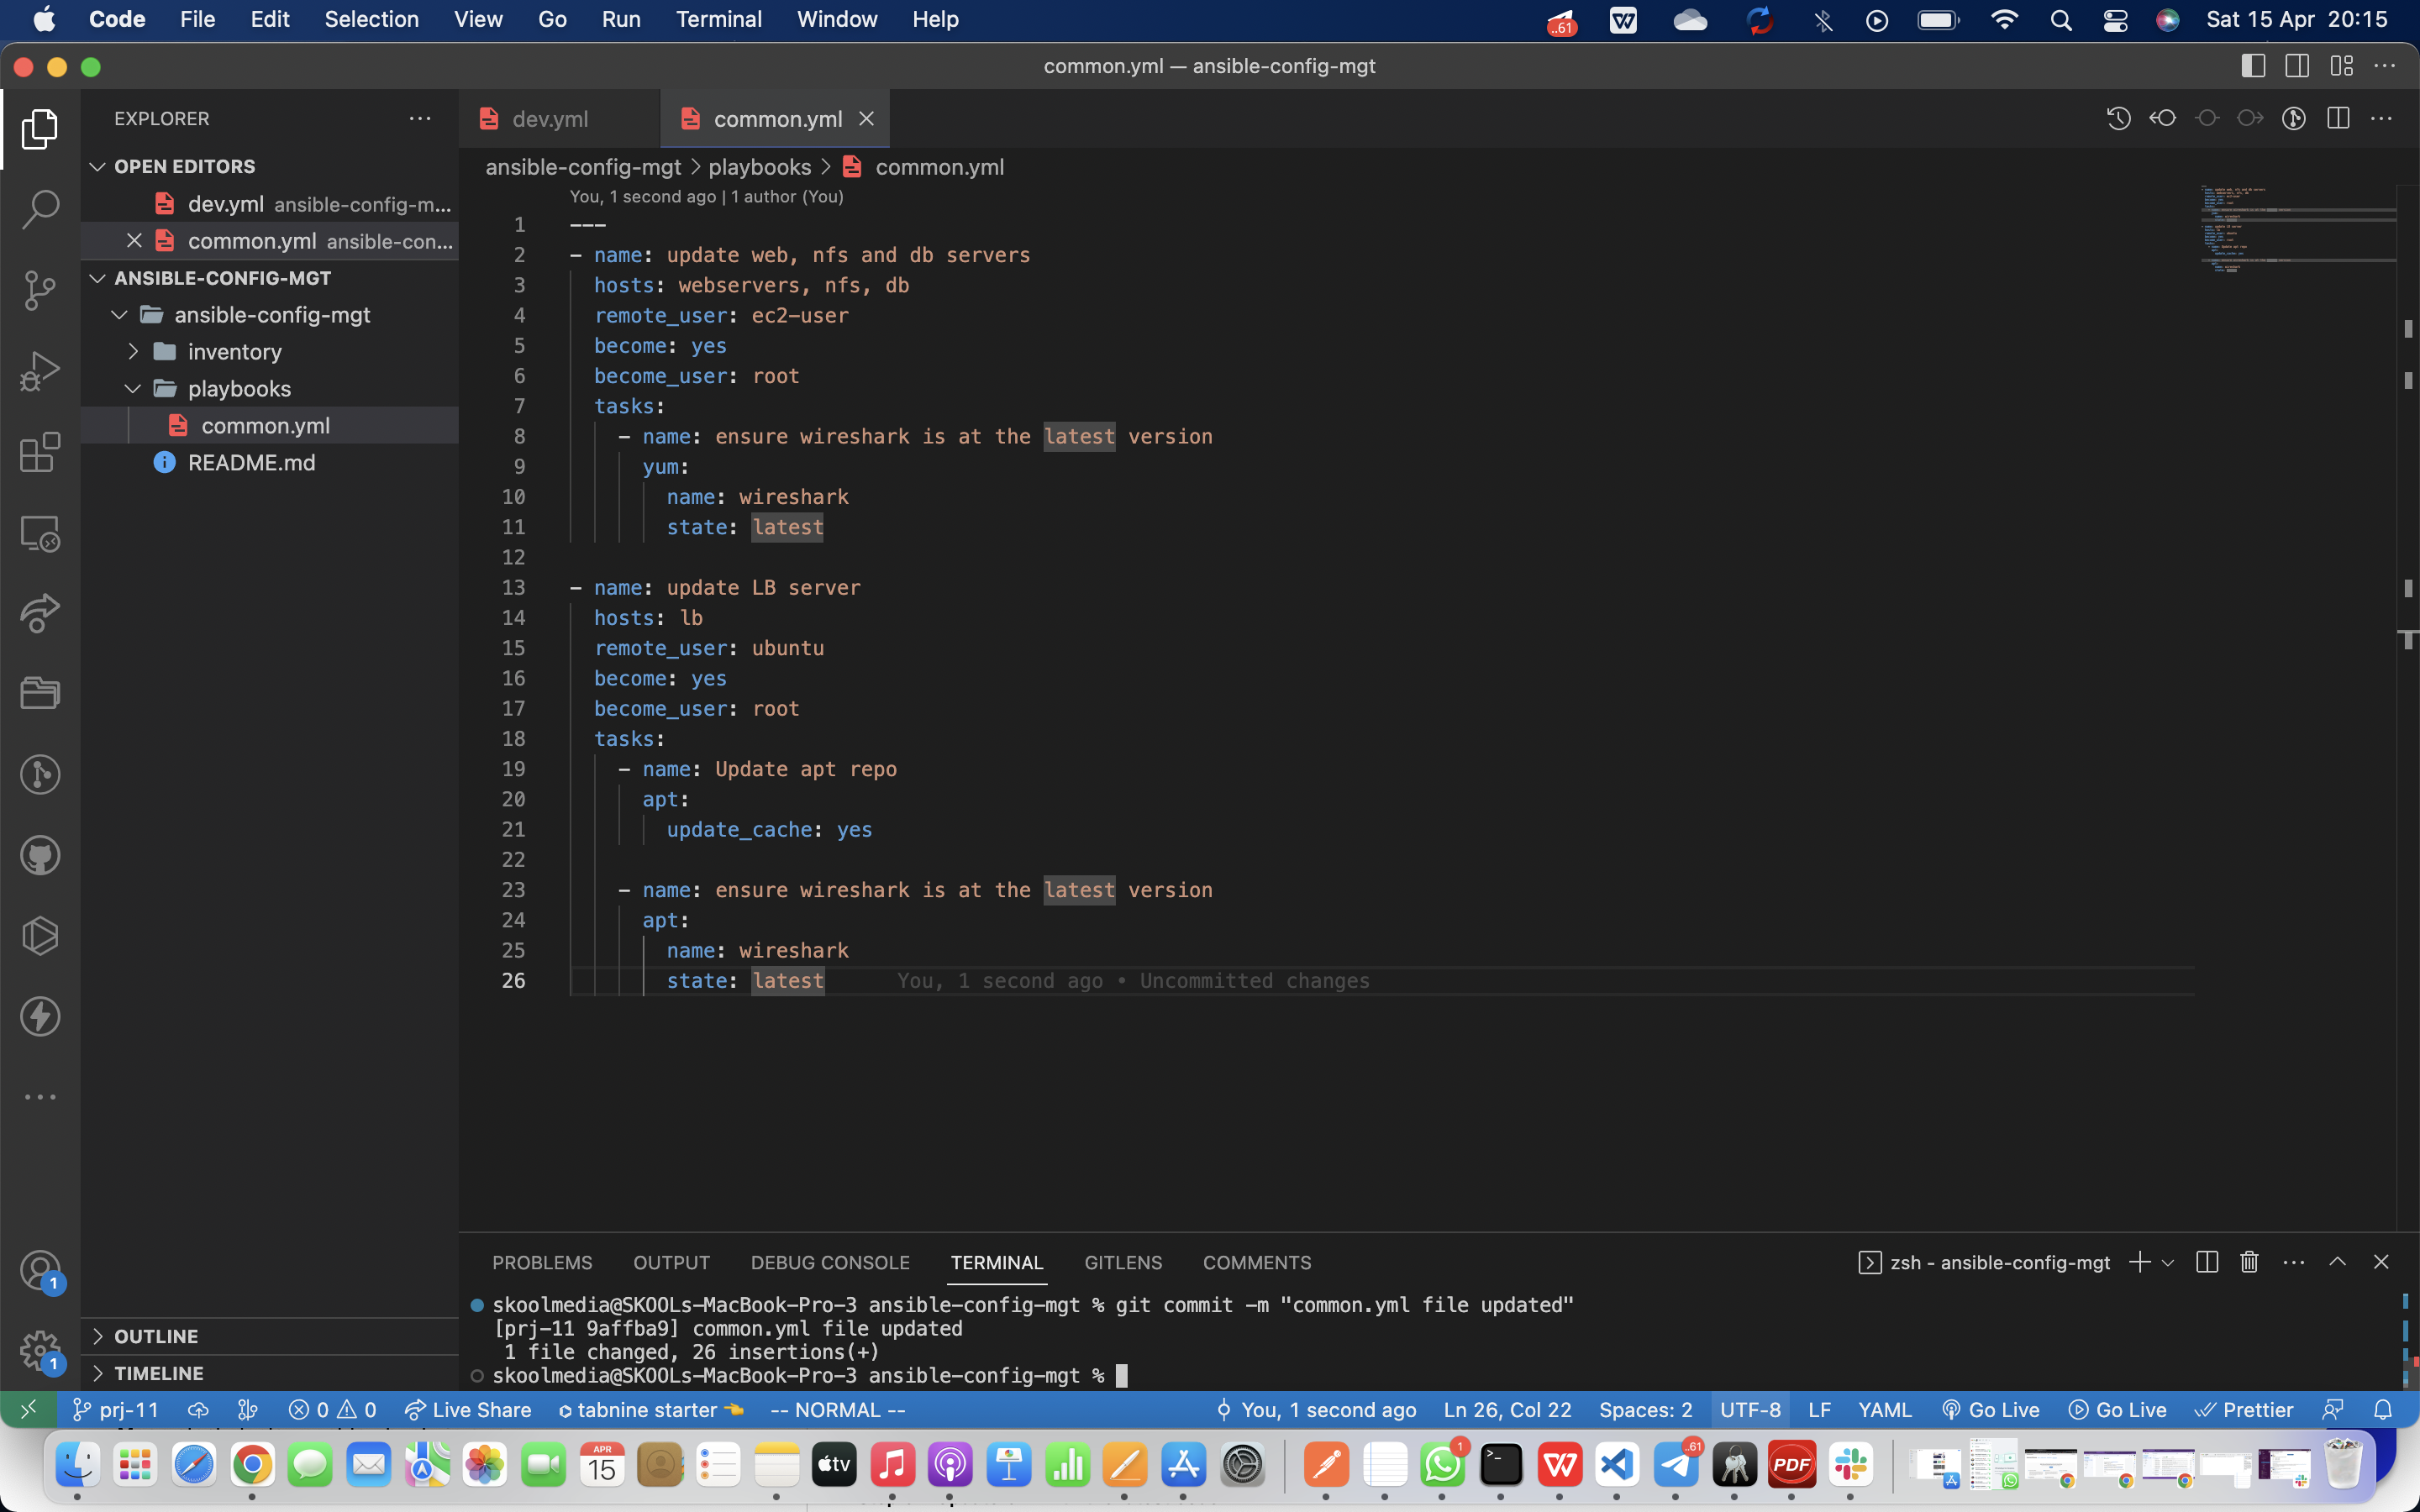 Code File Edit Selection View Go Run Terminal Window Help
..61
Sat 15 Apr 20:15
common.yml — ansible-config-mgt
EXPLORER
dev.yml
common.yml
OPEN EDITORS
dev.yml ansible-config-m...
common.yml ansible-con...
ANSIBLE-CONFIG-MGT
ansible-config-mgt
inventory
playbooks
common.yml
README.md
ansible-config-mgt > playbooks > common.yml
You, 1 second ago | 1 author (You)
1 ---
2 - name: update web, nfs and db servers
3 hosts: webservers, nfs, db
4 remote_user: ec2-user
5 become: yes
6 become_user: root
7 tasks:
8 - name: ensure wireshark is at the latest version
9 yum:
10 name: wireshark
11 state: latest
12
13 - name: update LB server
14 hosts: lb
15 remote_user: ubuntu
16 become: yes
17 become_user: root
18 tasks:
19 - name: Update apt repo
20 apt:
21 update_cache: yes
22
23 - name: ensure wireshark is at the latest version
24 apt:
25 name: wireshark
26 state: latest You, 1 second ago • Uncommitted changes
OUTLINE
TIMELINE
1
1
PROBLEMS OUTPUT DEBUG CONSOLE TERMINAL GITLENS COMMENTS
zsh - ansible-config-mgt
skoolmedia@SKOOLs-MacBook-Pro-3 ansible-config-mgt % git commit -m "common.yml file updated"
[prj-11 9affba9] common.yml file updated
1 file changed, 26 insertions(+)
skoolmedia@SKOOLs-MacBook-Pro-3 ansible-config-mgt %
prj-11 0 0 Live Share tabnine starter -- NORMAL -- You, 1 second ago Ln 26, Col 22 Spaces: 2 UTF-8 LF YAML Go Live Go Live Prettier
APR
15
tv
1
..61
PDF